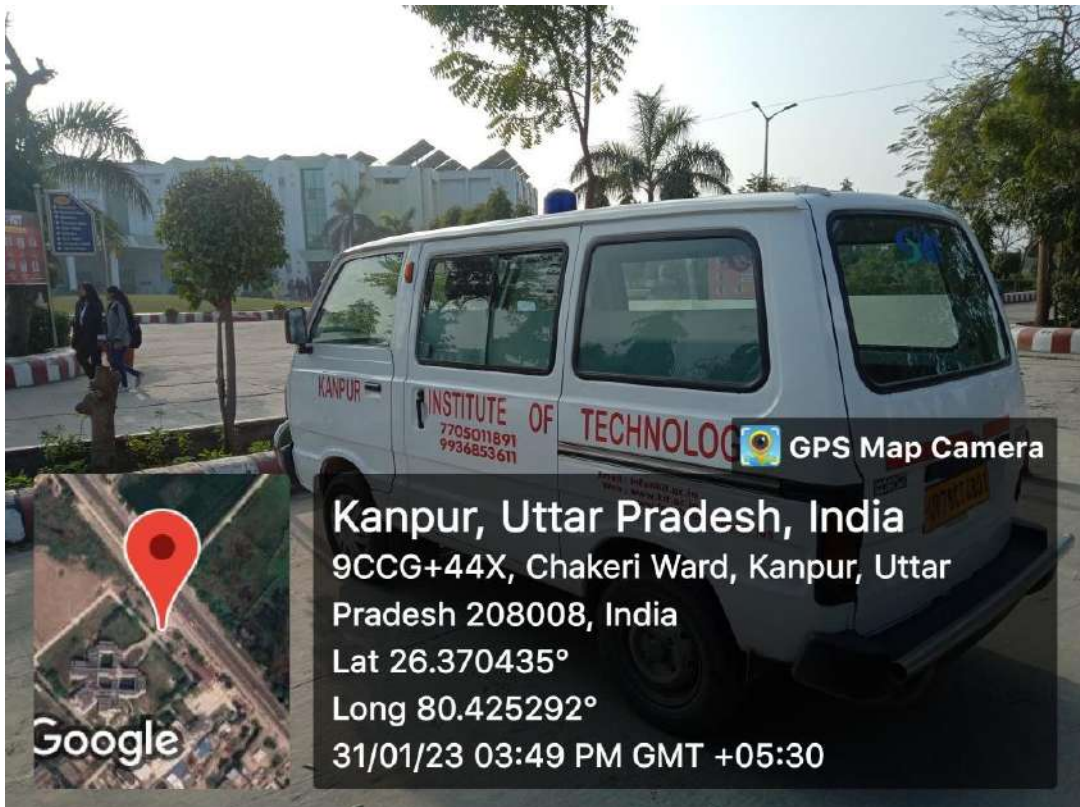 KANPUR INSTITUTE OF TECHNOLOG
7705011891
9936853611
GPS Map Camera
Kanpur, Uttar Pradesh, India
9CCG+44X, Chakeri Ward, Kanpur, Uttar
Pradesh 208008, India
Lat 26.370435°
Long 80.425292°
31/01/23 03:49 PM GMT +05:30
Google